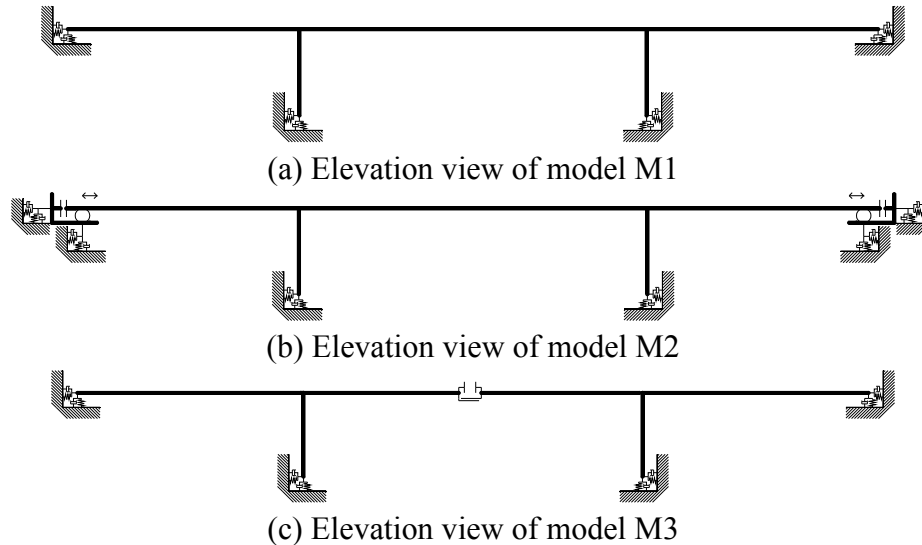 (a) Elevation view of model M1
(b) Elevation view of model M2
(c) Elevation view of model M3